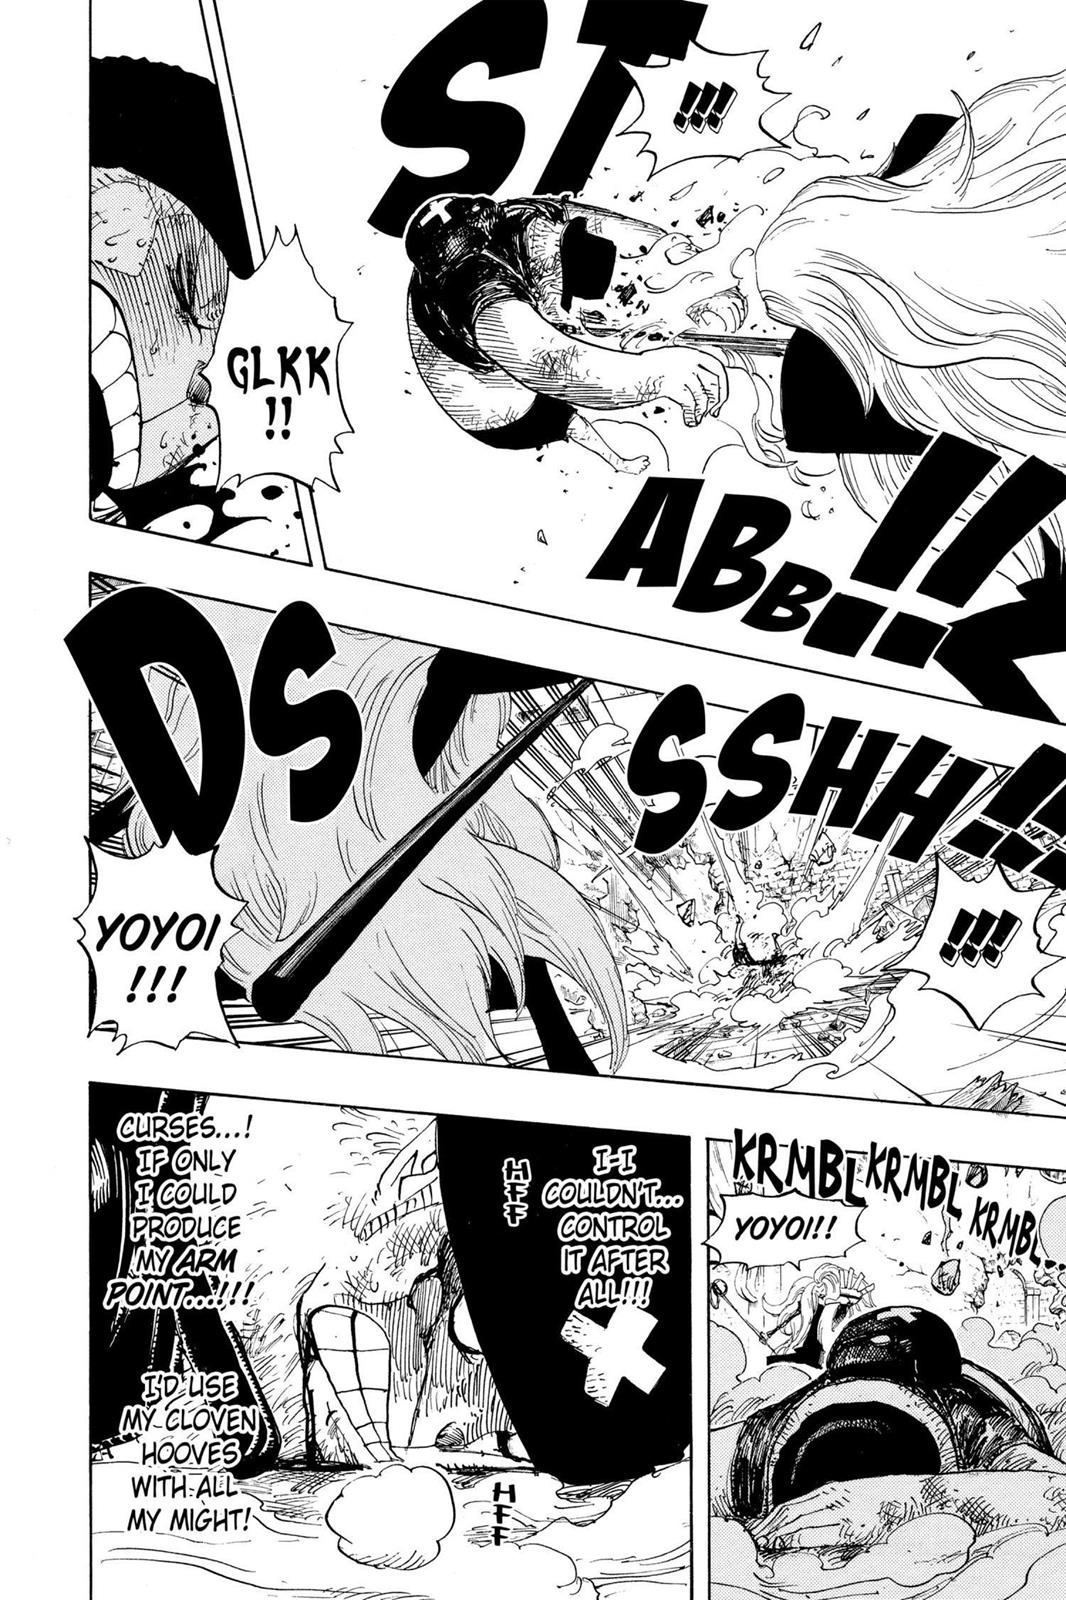 ST
!!!
ABB...!!
GLKK
!!
SSHH!!!
!!!
DS
YOYOI
!!!
KRMBL
KRMBL
KRMBL
YOYOI!!
I-I
COULDN'T...
CONTROL
IT AFTER
ALL!!!
HFF
HFF
CURSES...!
IF ONLY
I COULD
PRODUCE
MY ARM
POINT...!!!
I'D USE
MY CLOVEN
HOOVES
WITH ALL
MY MIGHT!